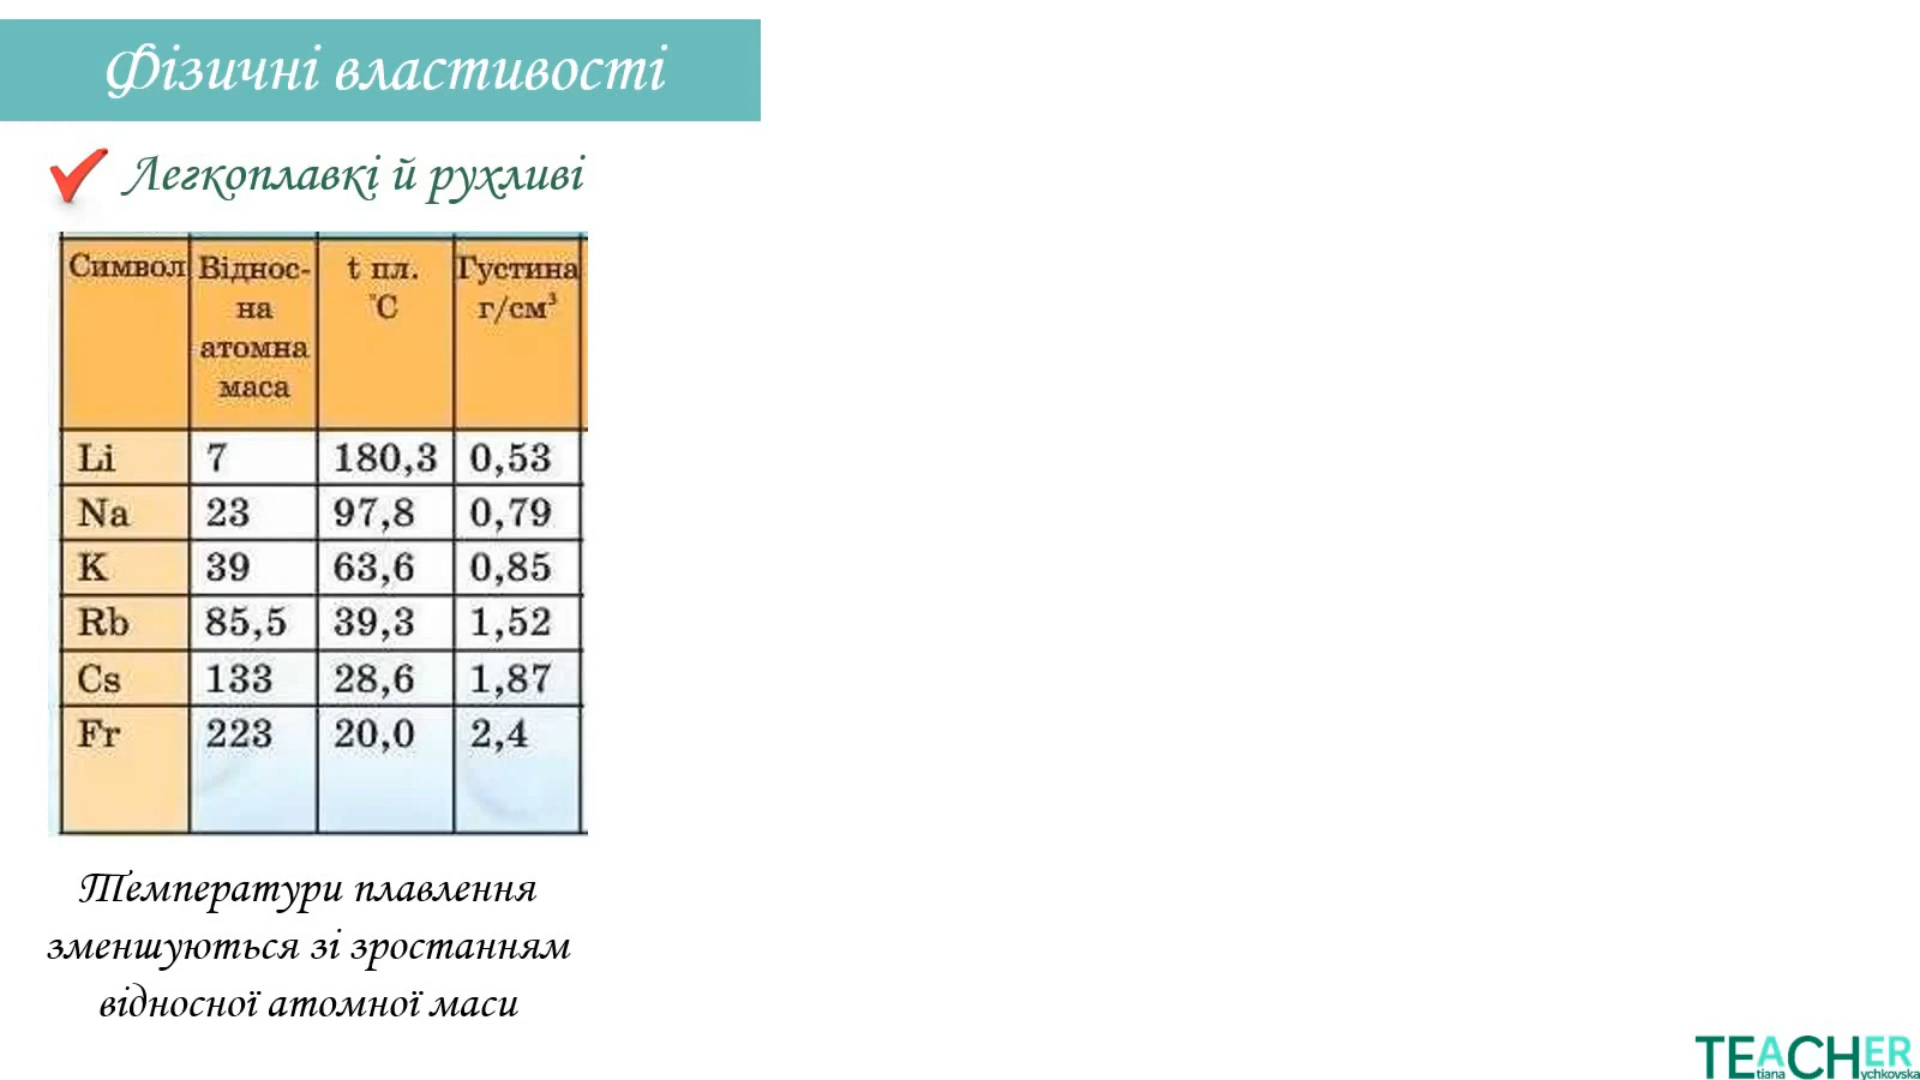 Фізичні властивості
Легкоплавкі й рухливі
Символ Віднос- t пл. Густина
на °C г/см³
атомна
маса
Li 7 180,3 0,53
Na 23 97,8 0,79
K 39 63,6 0,85
Rb 85,5 39,3 1,52
Cs 133 28,6 1,87
Fr 223 20,0 2,4
Температури плавлення
зменшуються зі зростанням
відносної атомної маси
TEACHER
tiana ychkovska